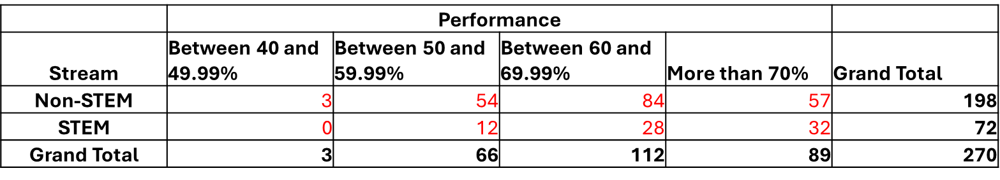 Performance
Stream Between 40 and 49.99% Between 50 and 59.99% Between 60 and 69.99% More than 70% Grand Total
Non-STEM 3 54 84 57 198
STEM 0 12 28 32 72
Grand Total 3 66 112 89 270